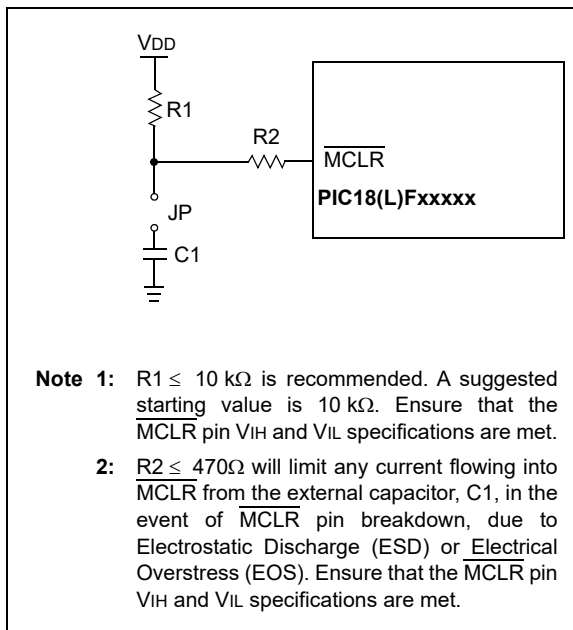 VDD
R1
R2
MCLR
PIC18(L)Fxxxxx
JP
C1
Note 1: R1 ≤ 10 kΩ is recommended. A suggested
starting value is 10 kΩ. Ensure that the
MCLR pin VIH and VIL specifications are met.
2: R2 ≤ 470Ω will limit any current flowing into
MCLR from the external capacitor, C1, in the
event of MCLR pin breakdown, due to
Electrostatic Discharge (ESD) or Electrical
Overstress (EOS). Ensure that the MCLR pin
VIH and VIL specifications are met.